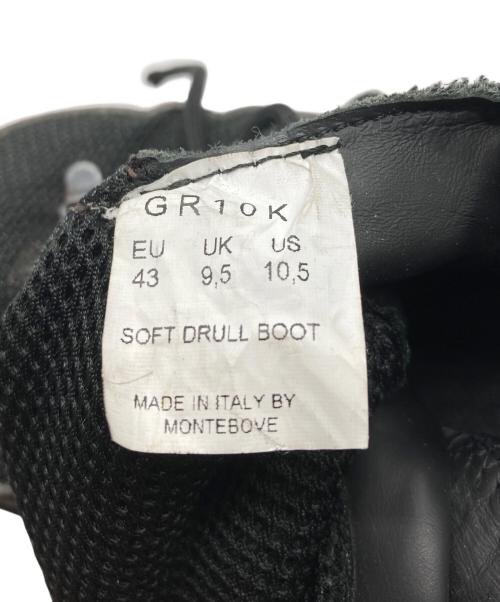 GR10K
EU UK US
43 9,5 10,5
SOFT DRULL BOOT
MADE IN ITALY BY
MONTEBOVE